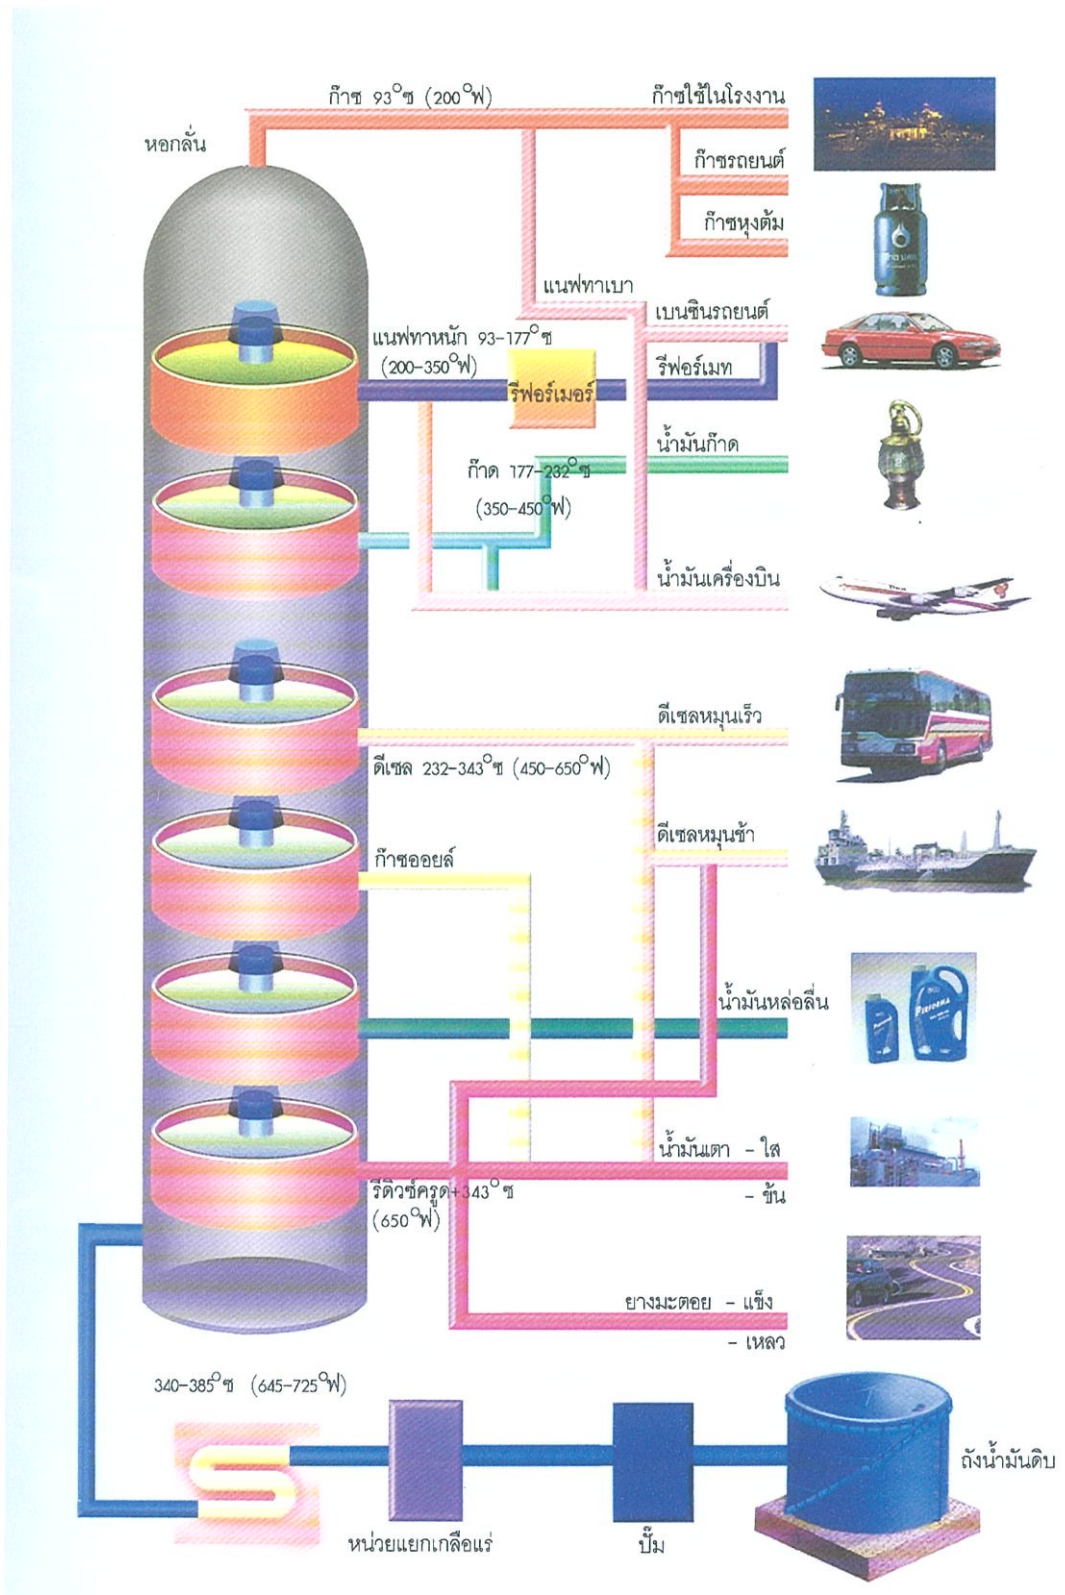 ก๊าซ 93°ซ (200°ฟ)
ก๊าซใช้ในโรงงาน
หอกลั่น
ก๊าซรถยนต์
ก๊าซหุงต้ม
แนฟทาเบา
เบนซินรถยนต์
แนฟทาหนัก 93-177°ซ
(200-350°ฟ)
รีฟอร์เมอร์
รีฟอร์เมท
น้ำมันก๊าด
ก๊าด 177-232°ซ
(350-450°ฟ)
น้ำมันเครื่องบิน
ดีเซลหมุนเร็ว
ดีเซล 232-343°ซ (450-650°ฟ)
ดีเซลหมุนช้า
ก๊าซออยล์
น้ำมันหล่อลื่น
PERFORMA
น้ำมันเตา - ใส
- ข้น
รีดิวซ์ครูด+343°ซ
(650°ฟ)
ยางมะตอย - แข็ง
- เหลว
340-385°ซ (645-725°ฟ)
ถังน้ำมันดิบ
หน่วยแยกเกลือแร่
ปั๊ม